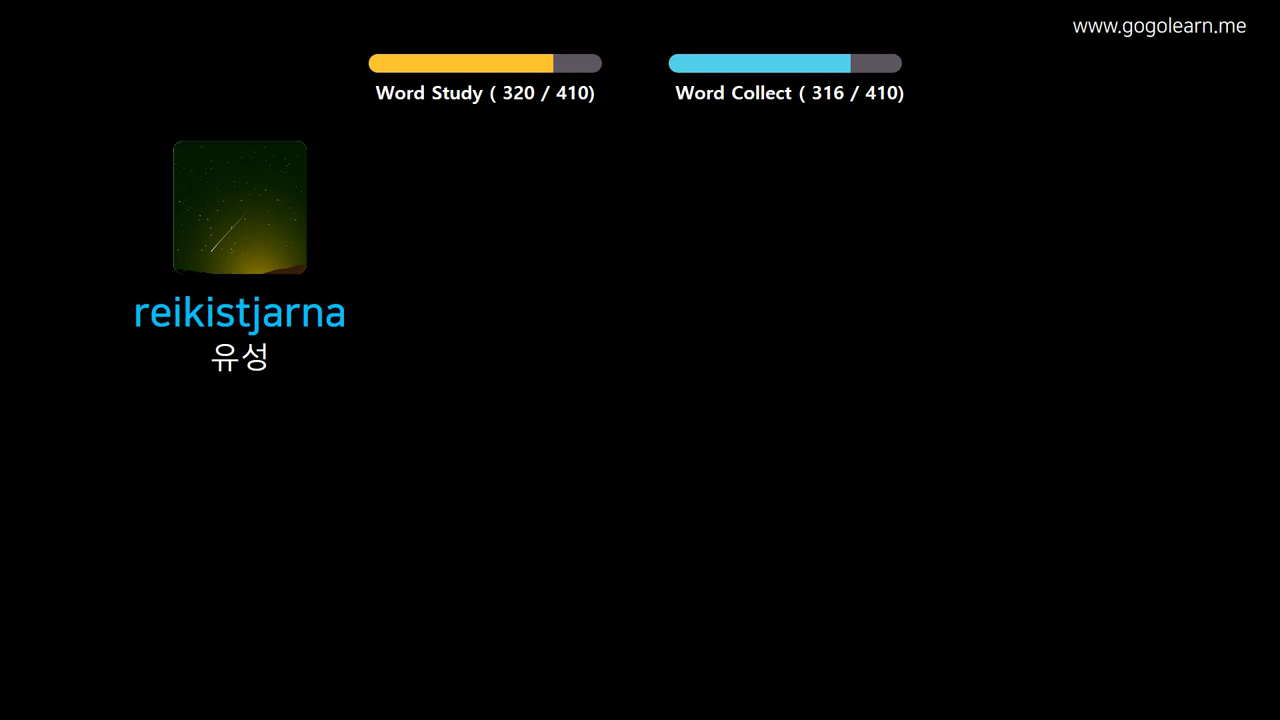 www.gogolearn.me
Word Study ( 320 / 410)
Word Collect ( 316 / 410)
reikistjarna
유성